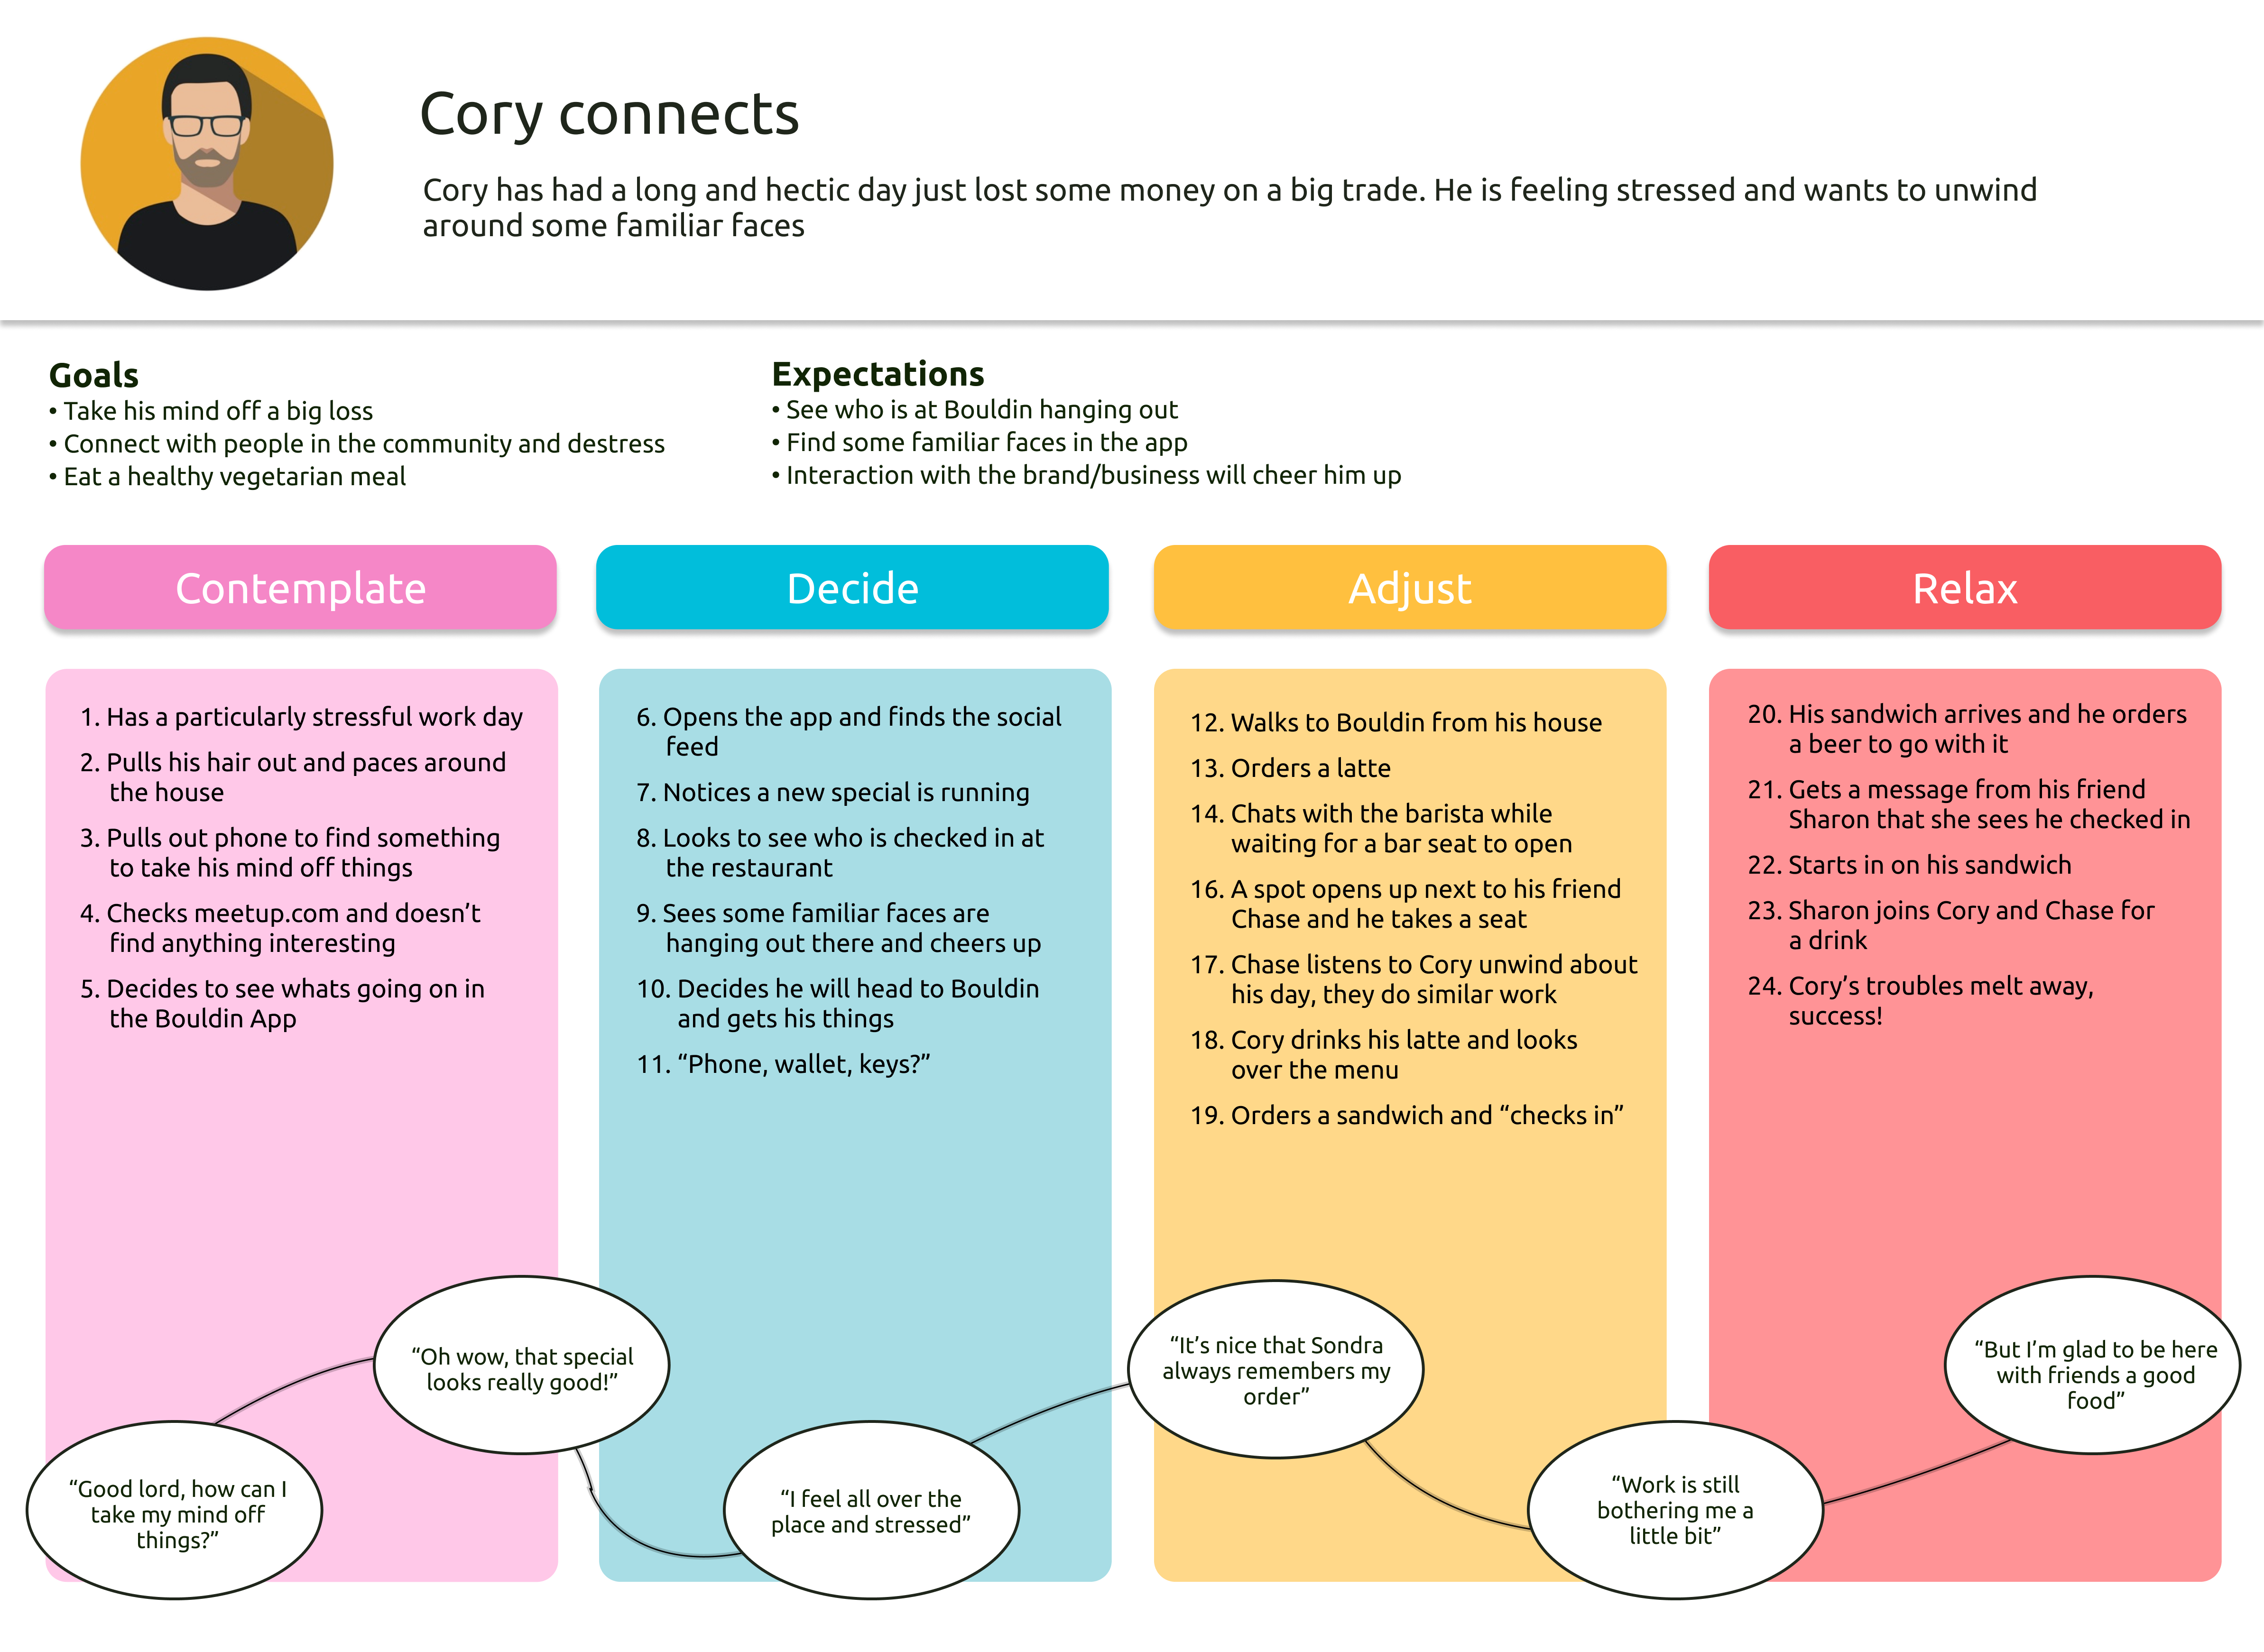 Cory connects
Cory has had a long and hectic day just lost some money on a big trade. He is feeling stressed and wants to unwind
around some familiar faces
Goals
• Take his mind off a big loss
• Connect with people in the community and destress
• Eat a healthy vegetarian meal
Expectations
• See who is at Bouldin hanging out
• Find some familiar faces in the app
• Interaction with the brand/business will cheer him up
Contemplate
1. Has a particularly stressful work day
2. Pulls his hair out and paces around
the house
3. Pulls out phone to find something
to take his mind off things
4. Checks meetup.com and doesn’t
find anything interesting
5. Decides to see whats going on in
the Bouldin App
Decide
6. Opens the app and finds the social
feed
7. Notices a new special is running
8. Looks to see who is checked in at
the restaurant
9. Sees some familiar faces are
hanging out there and cheers up
10. Decides he will head to Bouldin
and gets his things
11. “Phone, wallet, keys?”
Adjust
12. Walks to Bouldin from his house
13. Orders a latte
14. Chats with the barista while
waiting for a bar seat to open
16. A spot opens up next to his friend
Chase and he takes a seat
17. Chase listens to Cory unwind about
his day, they do similar work
18. Cory drinks his latte and looks
over the menu
19. Orders a sandwich and “checks in”
Relax
20. His sandwich arrives and he orders
a beer to go with it
21. Gets a message from his friend
Sharon that she sees he checked in
22. Starts in on his sandwich
23. Sharon joins Cory and Chase for
a drink
24. Cory’s troubles melt away,
success!
“Good lord, how can I
take my mind off
things?”
“Oh wow, that special
looks really good!”
“I feel all over the
place and stressed”
“It’s nice that Sondra
always remembers my
order”
“Work is still
bothering me a
little bit”
“But I’m glad to be here
with friends a good
food”